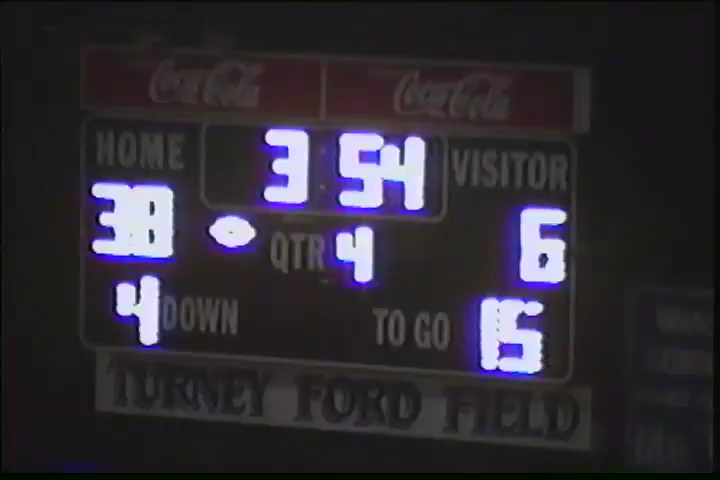 Coca-Cola Coca-Cola
HOME 3:54 VISITOR
38 QTR 4 6
4 DOWN TO GO 15
TURNEY FORD FIELD